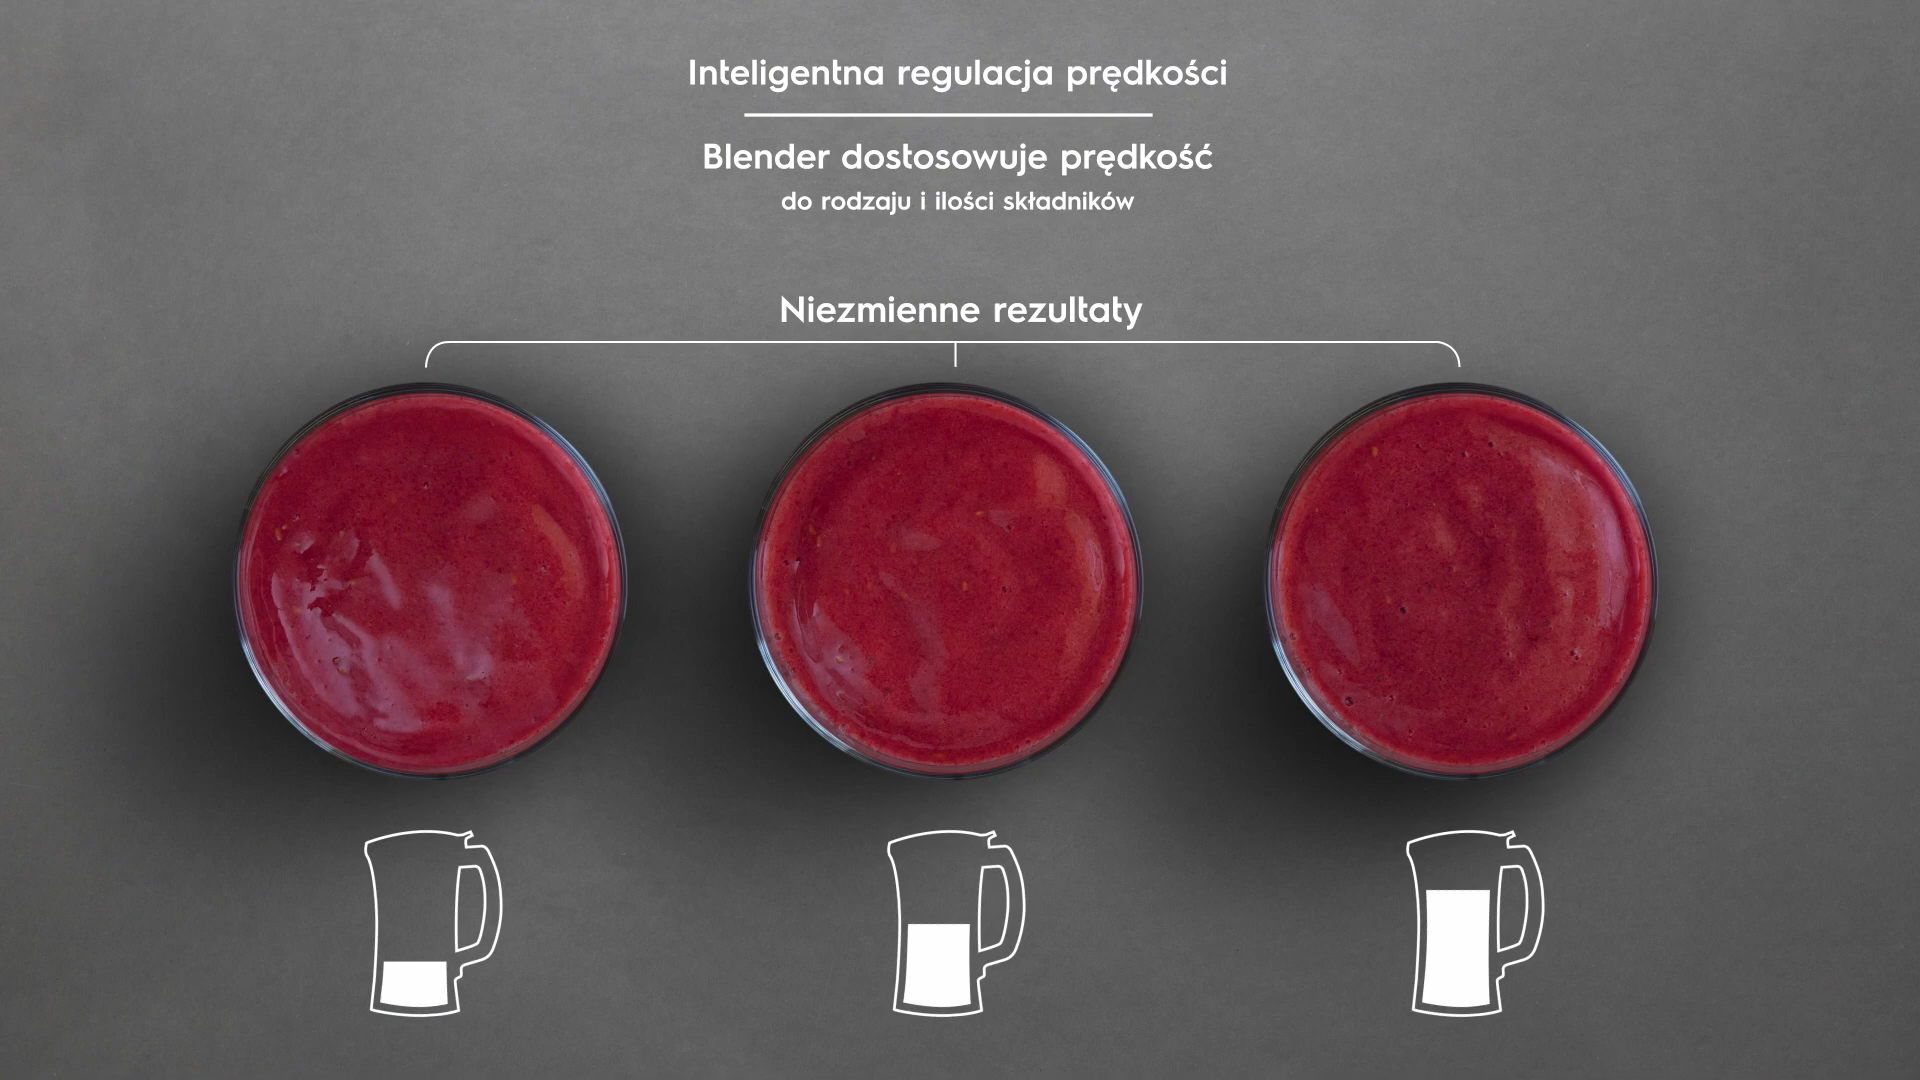 Inteligentna regulacja prędkości
Blender dostosowuje prędkość
do rodzaju i ilości składników
Niezmienne rezultaty